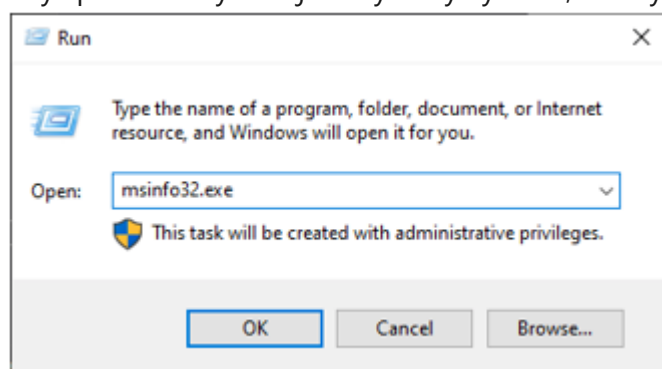 Run
Type the name of a program, folder, document, or Internet
resource, and Windows will open it for you.
Open: msinfo32.exe
This task will be created with administrative privileges.
OK Cancel Browse...